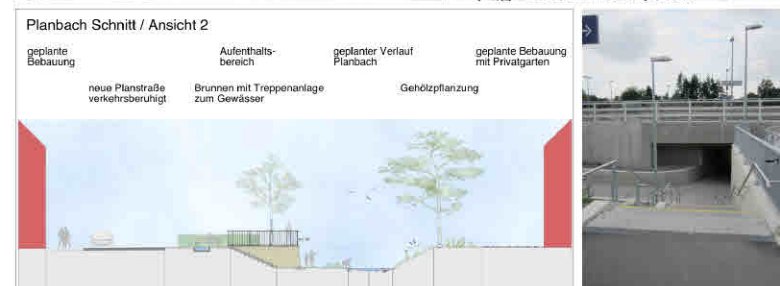 Planbach Schnitt / Ansicht 2
geplante
Bebauung
Aufenthalts-
bereich
geplanter Verlauf
Planbach
geplante Bebauung
mit Privatgarten
neue Planstraße
verkehrsberuhigt
Brunnen mit Treppenanlage
zum Gewässer
Gehölzpflanzung